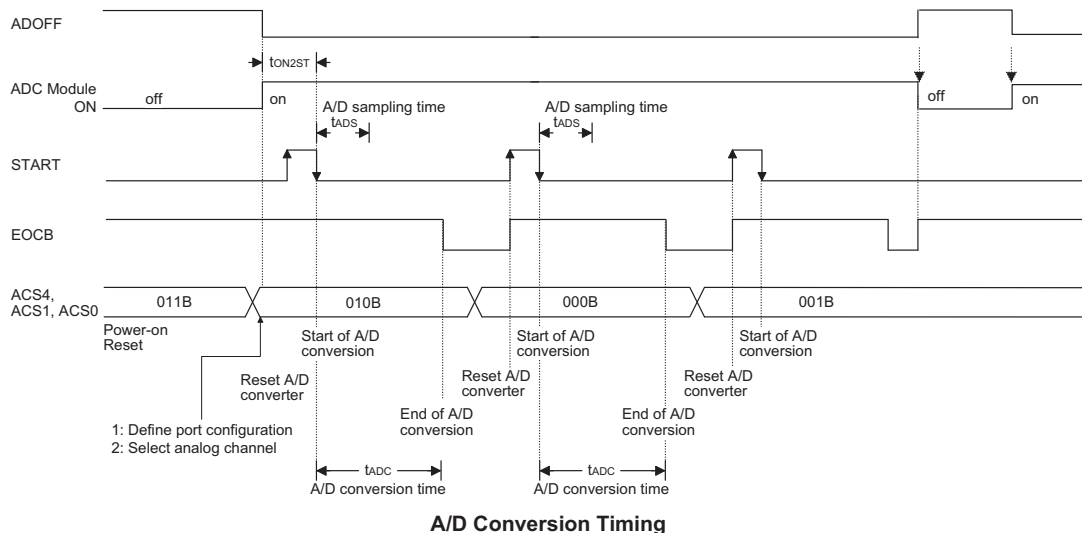 ADOFF
tON2ST
ADC Module
ON
off
on
off
on
A/D sampling time
tADS
A/D sampling time
tADS
START
EOCB
ACS4,
ACS1, ACS0
011B
010B
000B
001B
Power-on
Reset
Start of A/D
conversion
Start of A/D
conversion
Start of A/D
conversion
Reset A/D
converter
Reset A/D
converter
Reset A/D
converter
End of A/D
conversion
End of A/D
conversion
1: Define port configuration
2: Select analog channel
tADC
A/D conversion time
tADC
A/D conversion time
A/D Conversion Timing